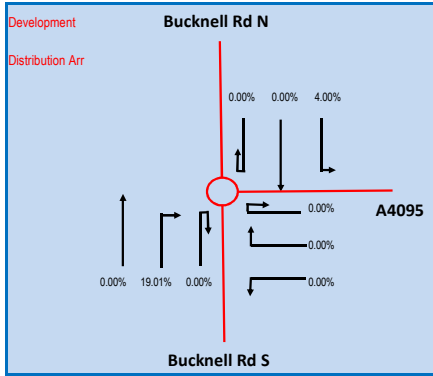 Development
Bucknell Rd N
Distribution Arr
0.00% 0.00% 4.00%
0.00%
A4095
0.00%
0.00% 19.01% 0.00%
0.00%
Bucknell Rd S